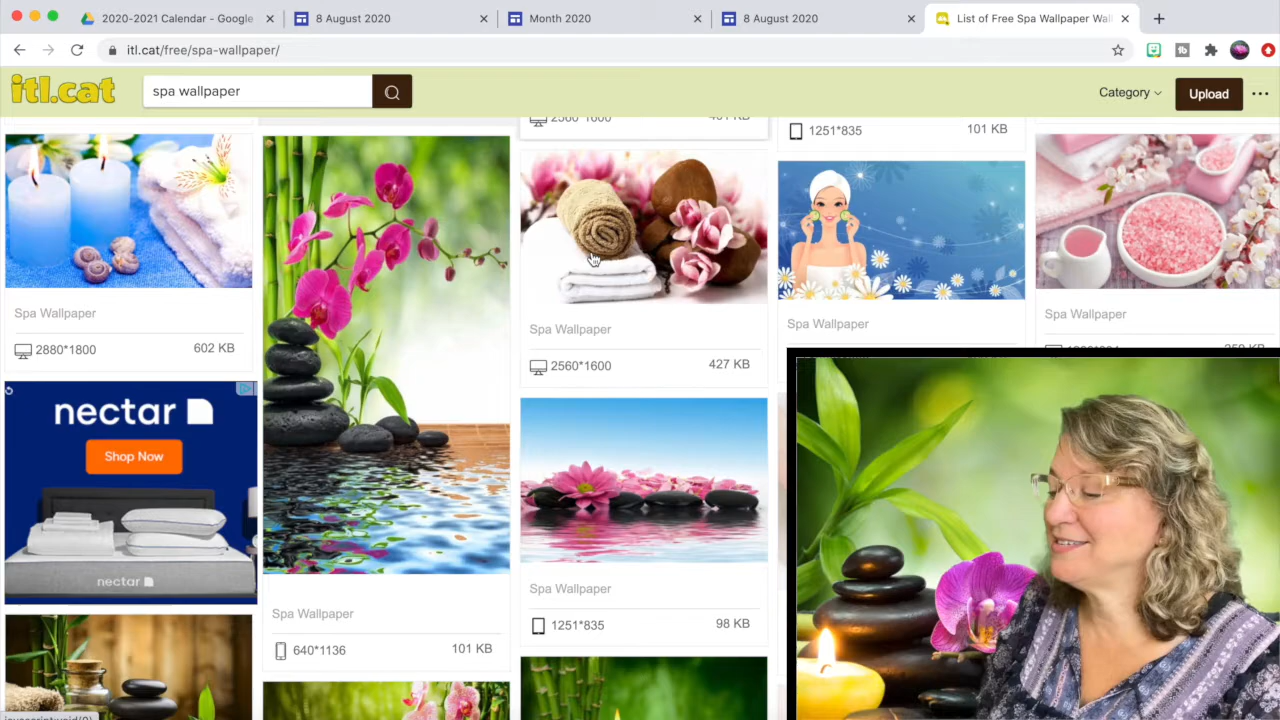 2020-2021 Calendar - Google
8 August 2020
Month 2020
8 August 2020
List of Free Spa Wallpaper Wal
itl.cat/free/spa-wallpaper/
itl.cat
spa wallpaper
Category
Upload
2560*1600
1251*835
101 KB
Spa Wallpaper
2880*1800
602 KB
Spa Wallpaper
2560*1600
427 KB
Spa Wallpaper
Spa Wallpaper
nectar
Shop Now
nectar
Spa Wallpaper
640*1136
101 KB
Spa Wallpaper
1251*835
98 KB